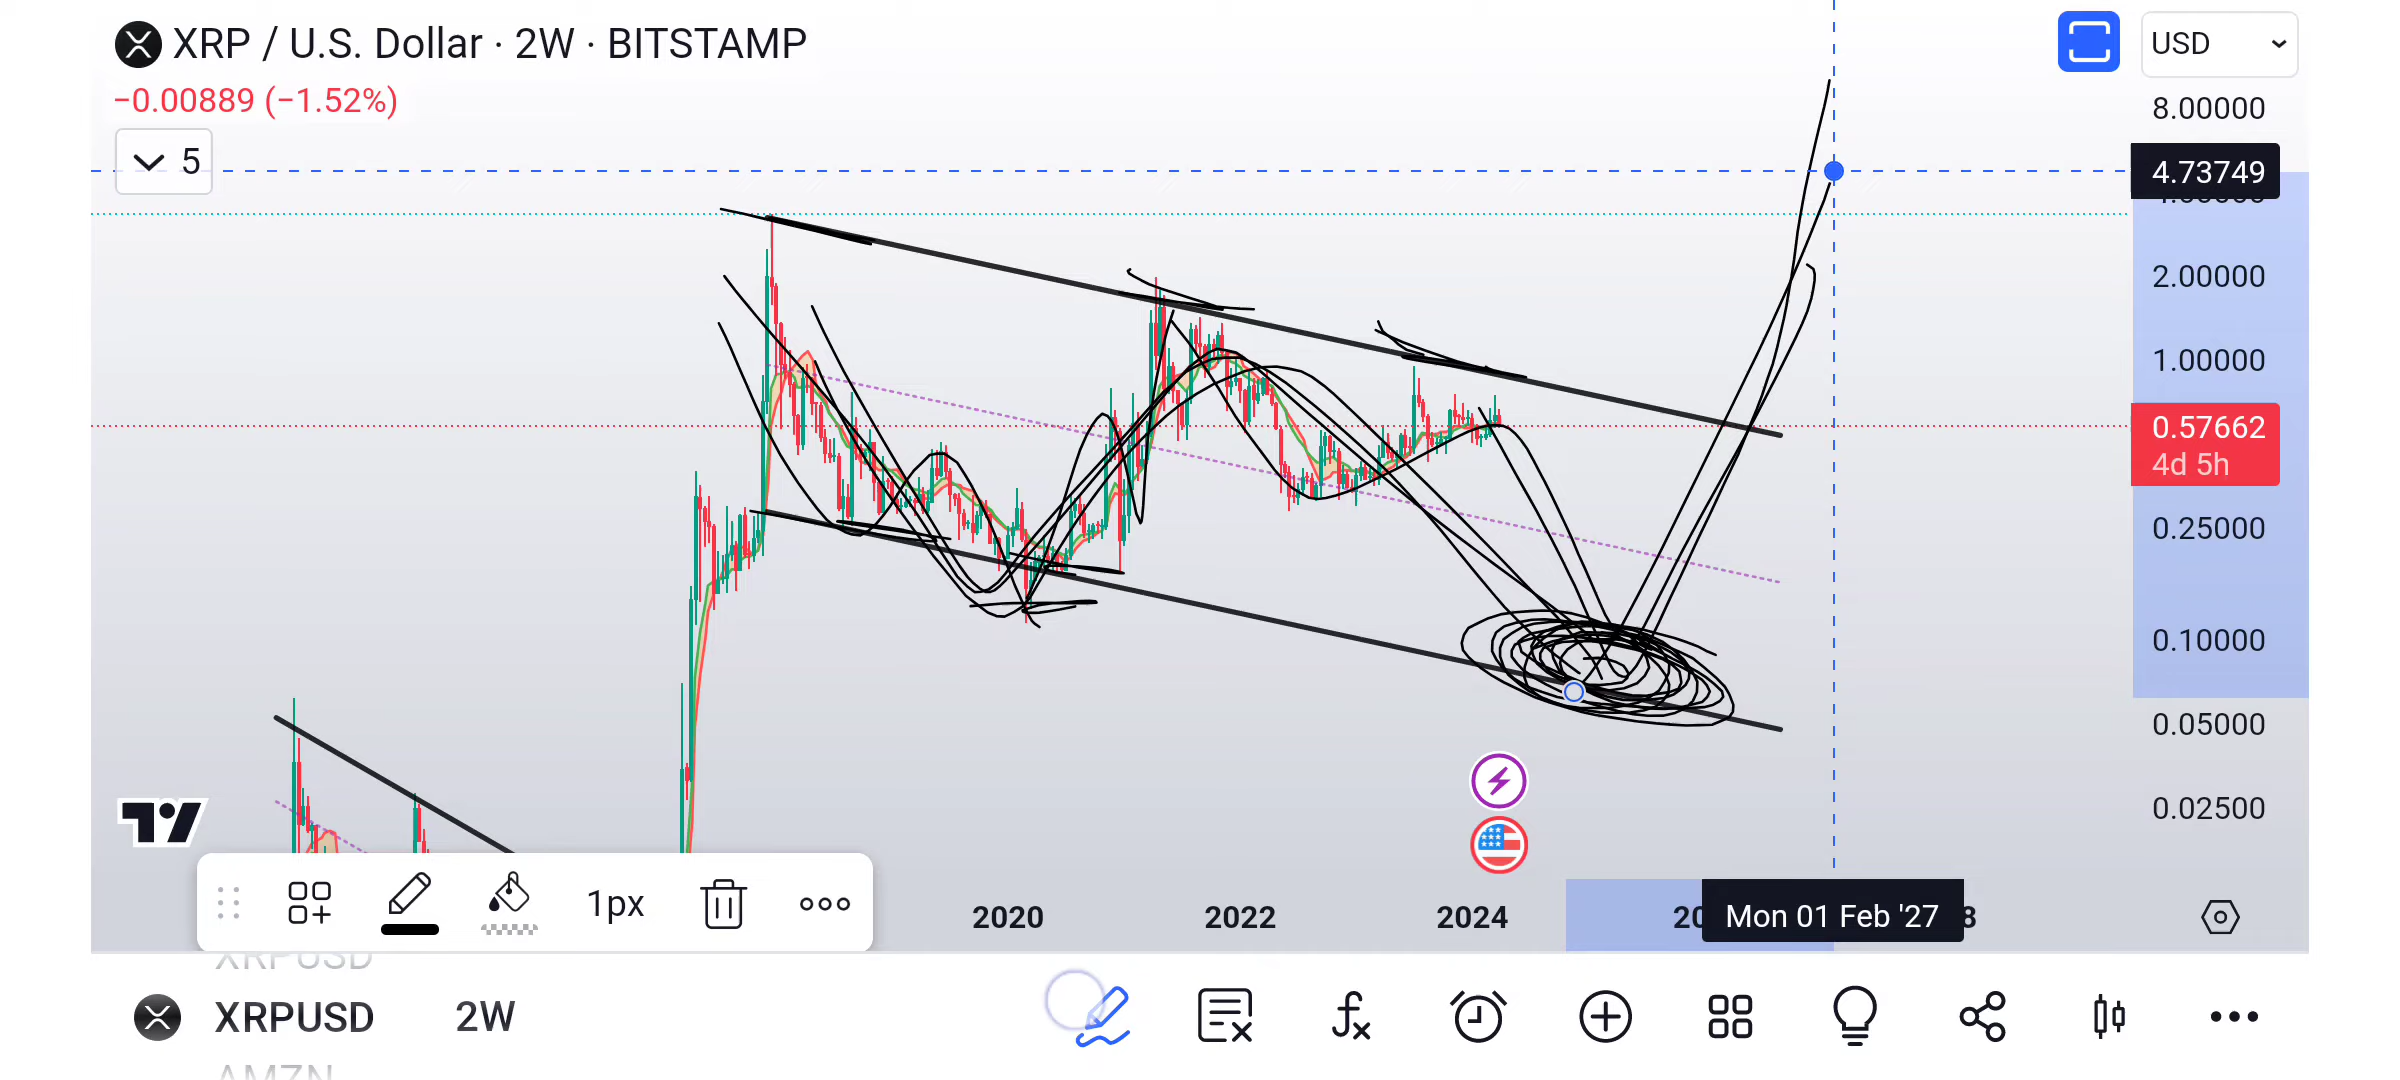 XRP / U.S. Dollar · 2W · BITSTAMP
−0.00889 (−1.52%)
5
USD
8.00000
4.73749
2.00000
1.00000
0.57662
4d 5h
0.25000
0.10000
0.05000
0.02500
1px
2020
2022
2024
Mon 01 Feb '27
XRPUSD
XRPUSD
2W
AMZN